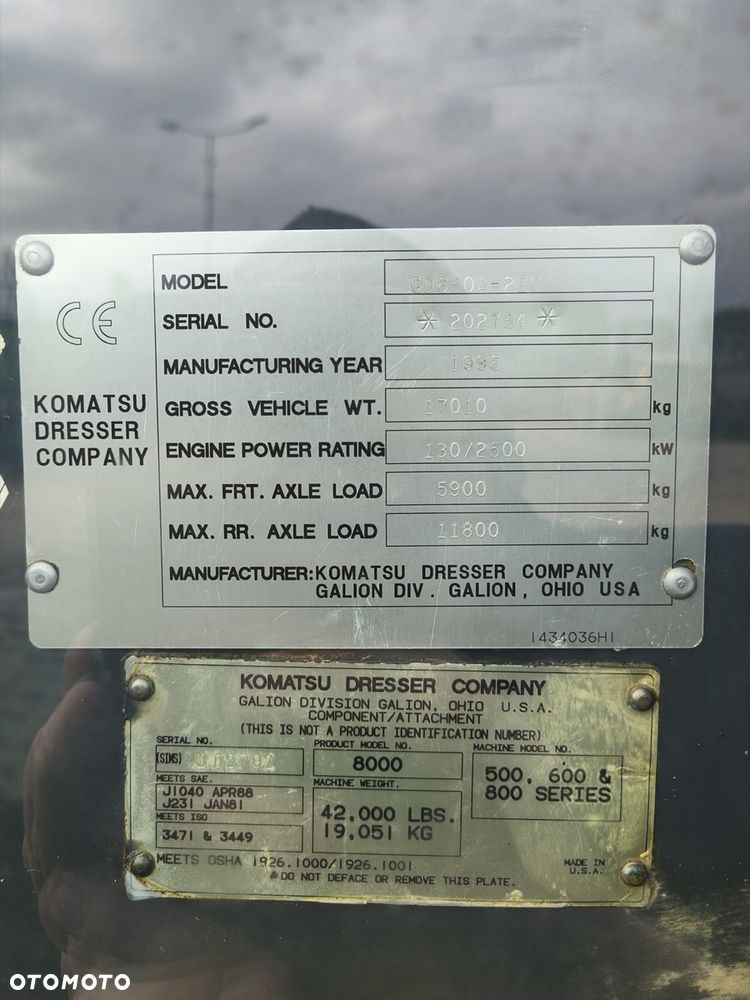 CE
KOMATSU
DRESSER
COMPANY
MODEL
SERIAL NO. * 202754 *
MANUFACTURING YEAR
GROSS VEHICLE WT. 17010 kg
ENGINE POWER RATING 130/2500 kW
MAX. FRT. AXLE LOAD 5900 kg
MAX. RR. AXLE LOAD 11800 kg
MANUFACTURER: KOMATSU DRESSER COMPANY
GALION DIV. GALION, OHIO USA
1434036H1
KOMATSU DRESSER COMPANY
GALION DIVISION GALION, OHIO U.S.A.
COMPONENT/ATTACHMENT
(THIS IS NOT A PRODUCT IDENTIFICATION NUMBER)
SERIAL NO.
(SIMS)
PRODUCT MODEL NO.
8000
MACHINE MODEL NO.
500, 600 &
800 SERIES
MEETS SAE.
J1040 APR88
J231 JAN81
MACHINE WEIGHT.
42,000 LBS.
19,051 KG
MEETS ISO
3471 & 3449
MEETS OSHA 1926.1000/1926.1001
DO NOT DEFACE OR REMOVE THIS PLATE.
MADE IN
U.S.A.
OTOMOTO